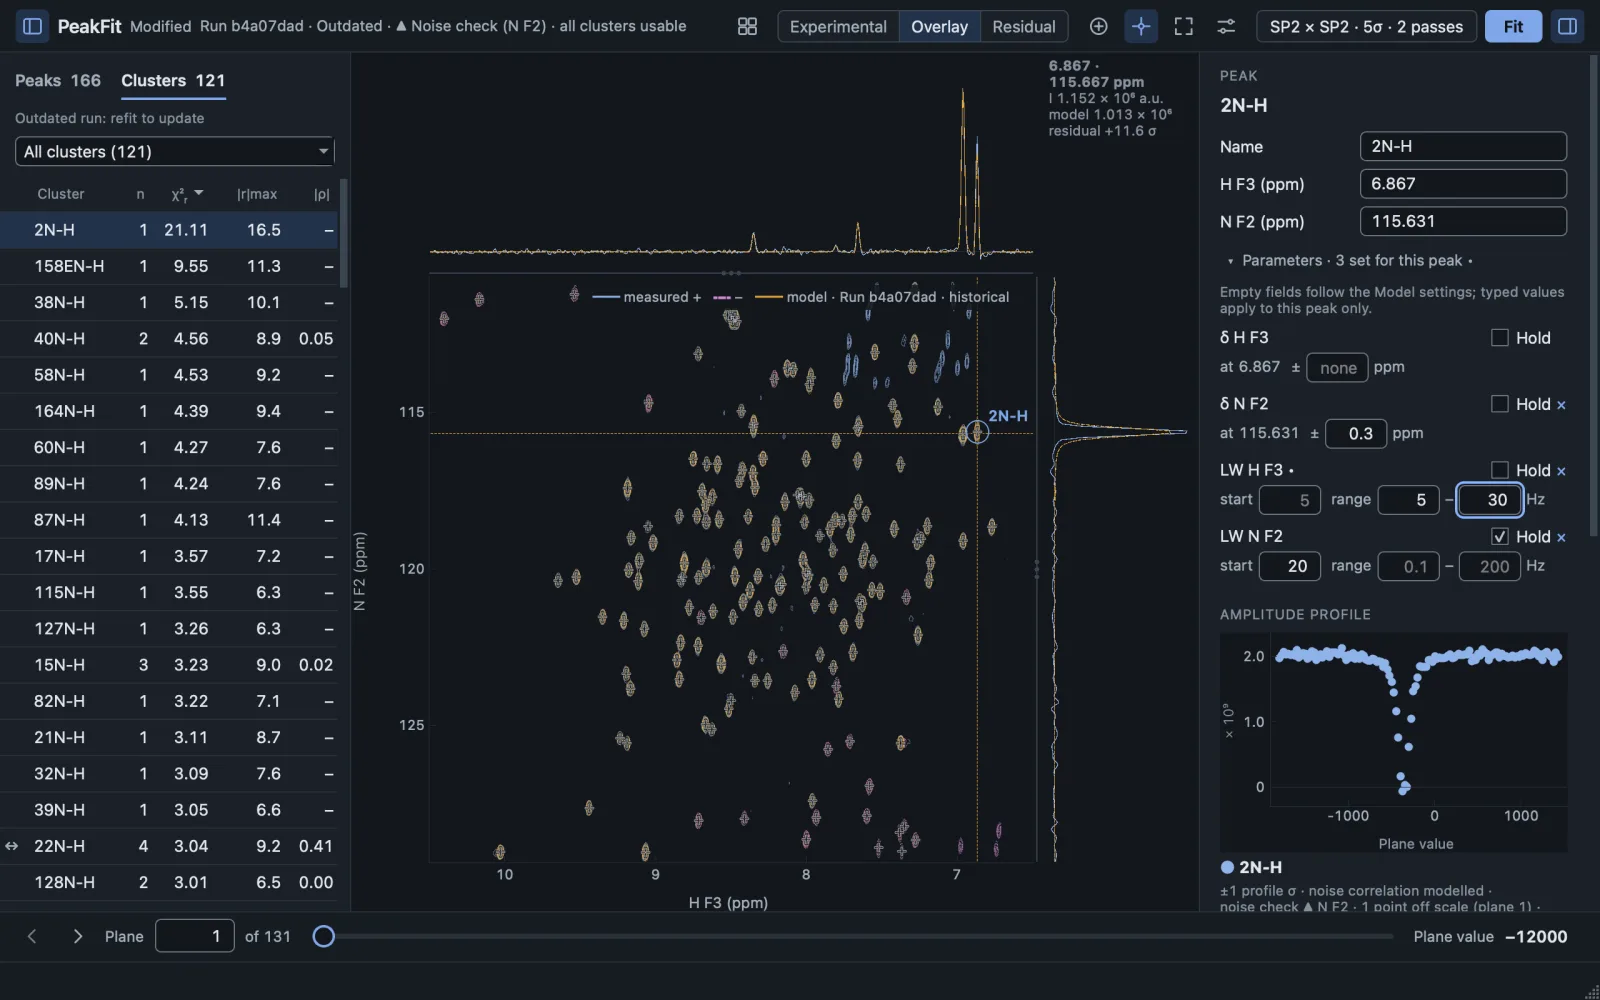 PeakFit Modified Run b4a07dad · Outdated · ▲ Noise check (N F2) · all clusters usable
Experimental Overlay Residual
SP2 × SP2 · 5σ · 2 passes
Fit
Peaks 166 Clusters 121
Outdated run: refit to update
All clusters (121)
Cluster n χ²r |r|max |ρ|
2N-H 1 21.11 16.5 –
158EN-H 1 9.55 11.3 –
38N-H 1 5.15 10.1 –
40N-H 2 4.56 8.9 0.05
58N-H 1 4.53 9.2 –
164N-H 1 4.39 9.4 –
60N-H 1 4.27 7.6 –
89N-H 1 4.24 7.6 –
87N-H 1 4.13 11.4 –
17N-H 1 3.57 7.2 –
115N-H 1 3.55 6.3 –
127N-H 1 3.26 6.3 –
15N-H 3 3.23 9.0 0.02
82N-H 1 3.22 7.1 –
21N-H 1 3.11 8.7 –
32N-H 1 3.09 7.6 –
39N-H 1 3.05 6.6 –
↔ 22N-H 4 3.04 9.2 0.41
128N-H 2 3.01 6.5 0.00
6.867 ·
115.667 ppm
I 1.152 × 10⁶ a.u.
model 1.013 × 10⁶
residual +11.6 σ
measured + – model · Run b4a07dad · historical
2N-H
115
120
125
N F2 (ppm)
10 9 8 7
H F3 (ppm)
PEAK
2N-H
Name 2N-H
H F3 (ppm) 6.867
N F2 (ppm) 115.631
▾ Parameters · 3 set for this peak •
Empty fields follow the Model settings; typed values
apply to this peak only.
δ H F3 Hold
at 6.867 ± none ppm
δ N F2 Hold ×
at 115.631 ± 0.3 ppm
LW H F3 • Hold ×
start 5 range 5 – 30 Hz
LW N F2 Hold ×
start 20 range 0.1 – 200 Hz
AMPLITUDE PROFILE
2.0
1.0
0
× 10⁹
-1000 0 1000
Plane value
2N-H
±1 profile σ · noise correlation modelled ·
noise check ▲ N F2 · 1 point off scale (plane 1) ·
Plane 1 of 131
Plane value −12000